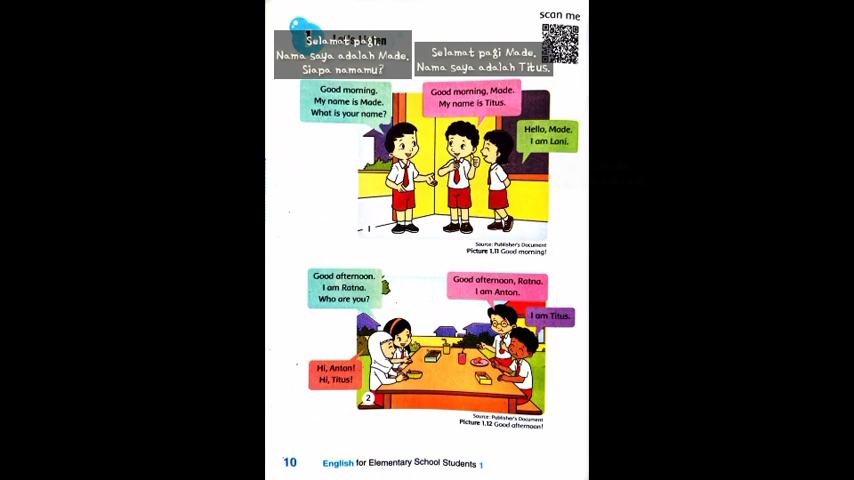 scan me
Let's Listen
Selamat pagi.
Nama saya adalah Made.
Siapa namamu?
Selamat pagi Made.
Nama saya adalah Titus.
Good morning.
My name is Made.
What is your name?
Good morning, Made.
My name is Titus.
Hello, Made.
I am Lani.
1
Source: Publisher's Document
Picture 1.11 Good morning!
Good afternoon.
I am Ratna.
Who are you?
Good afternoon, Ratna.
I am Anton.
I am Titus.
Hi, Anton!
Hi, Titus!
2
Source: Publisher's Document
Picture 1.12 Good afternoon!
10
English for Elementary School Students 1